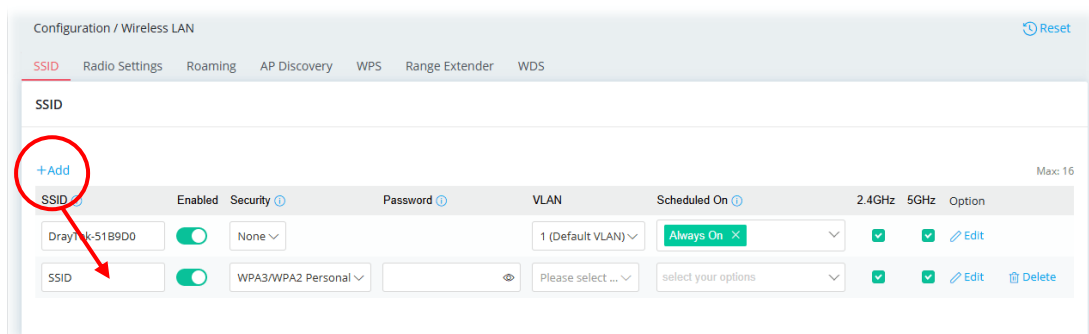 Configuration / Wireless LAN Reset
SSID Radio Settings Roaming AP Discovery WPS Range Extender WDS
SSID
+Add Max: 16
SSID Enabled Security Password VLAN Scheduled On 2.4GHz 5GHz Option
DrayTek-51B9D0 None 1 (Default VLAN) Always On × Edit
SSID WPA3/WPA2 Personal Please select ... select your options Edit Delete